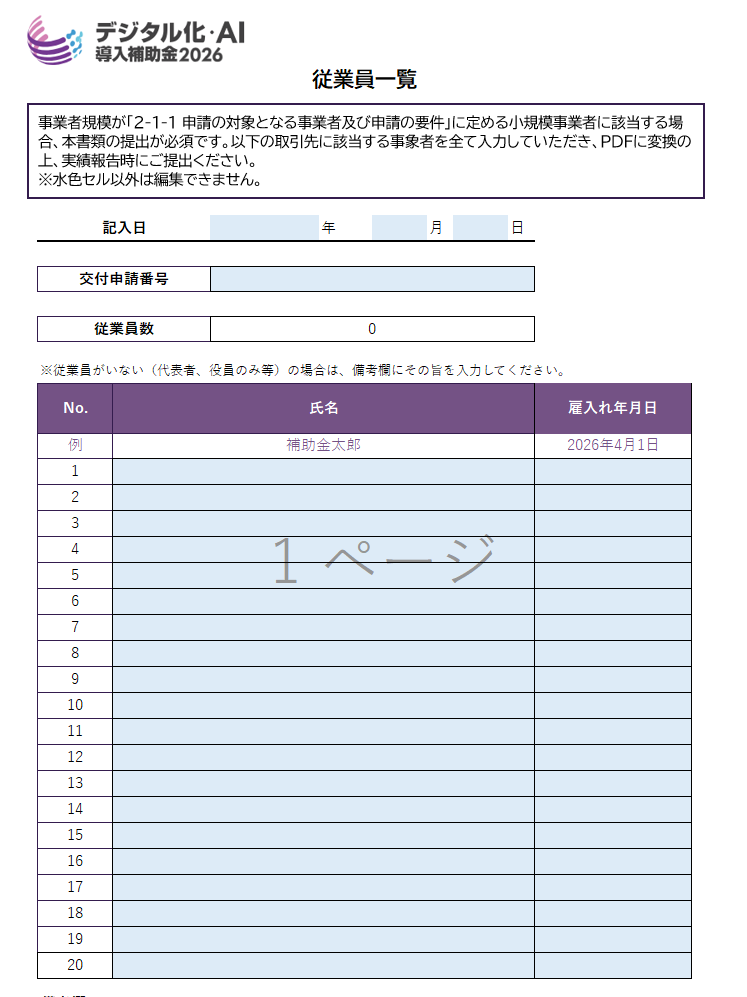 デジタル化・AI
導入補助金2026
従業員一覧
事業者規模が「2-1-1 申請の対象となる事業者及び申請の要件」に定める小規模事業者に該当する場
合、本書類の提出が必須です。以下の取引先に該当する事象者を全て入力していただき、PDFに変換の
上、実績報告時にご提出ください。
※水色セル以外は編集できません。
記入日 年 月 日
交付申請番号
従業員数 0
※従業員がいない（代表者、役員のみ等）の場合は、備考欄にその旨を入力してください。
No. 氏名 雇入れ年月日
例 補助金太郎 2026年4月1日
1
2
3
4
1 ページ
5
6
7
8
9
10
11
12
13
14
15
16
17
18
19
20